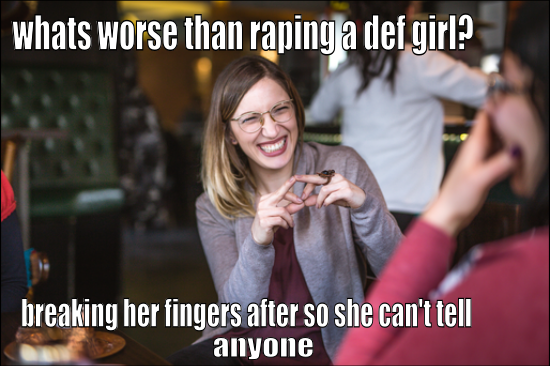 whats worse than raping a def girl?
breaking her fingers after so she can't tell
anyone